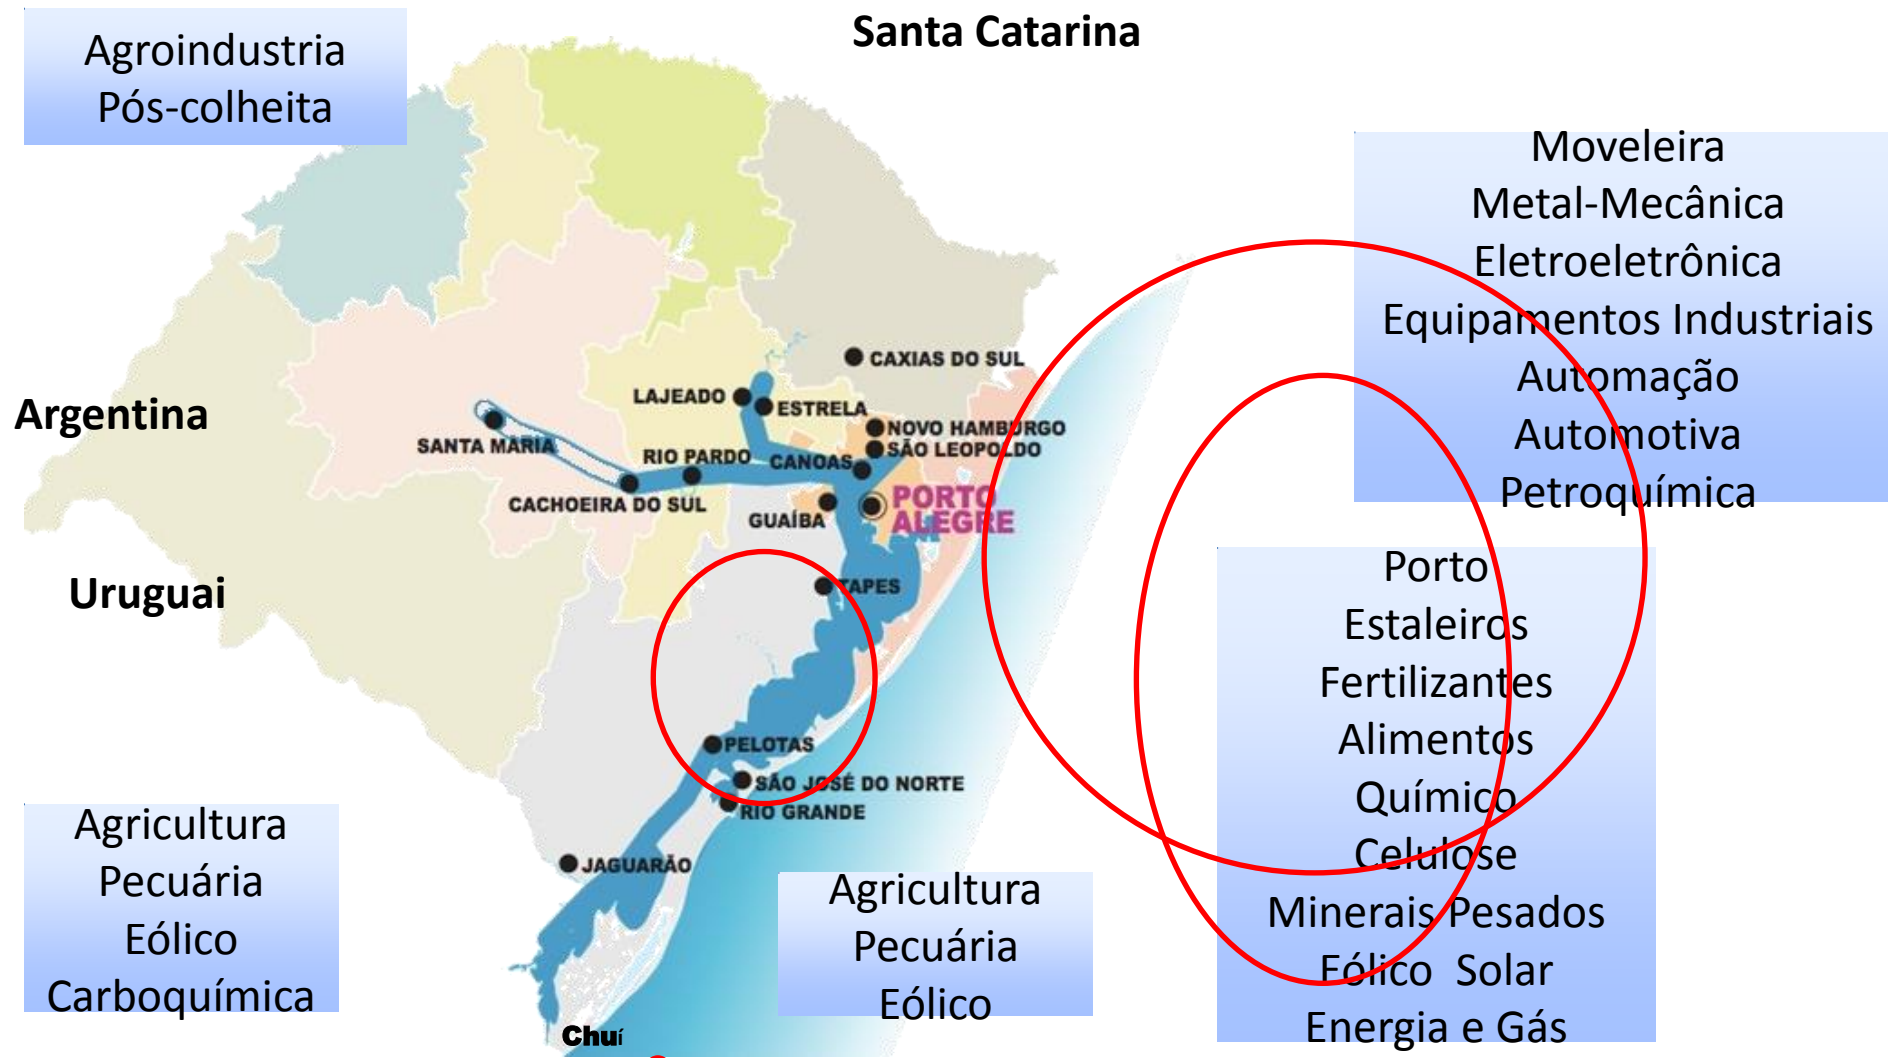 Santa Catarina
Agroindustria
Pós-colheita
Moveleira
Metal-Mecânica
Eletroeletrônica
Equipamentos Industriais
Automação
Automotiva
Petroquímica
Argentina
Uruguai
CAXIAS DO SUL
LAJEADO
ESTRELA
NOVO HAMBURGO
SÃO LEOPOLDO
SANTA MARIA
RIO PARDO
CANOAS
CACHOEIRA DO SUL
GUAÍBA
PORTO
ALEGRE
TAPES
PELOTAS
SÃO JOSÉ DO NORTE
RIO GRANDE
JAGUARÃO
Chuí
Porto
Estaleiros
Fertilizantes
Alimentos
Químico
Celulose
Minerais Pesados
Eólico Solar
Energia e Gás
Agricultura
Pecuária
Eólico
Carboquímica
Agricultura
Pecuária
Eólico